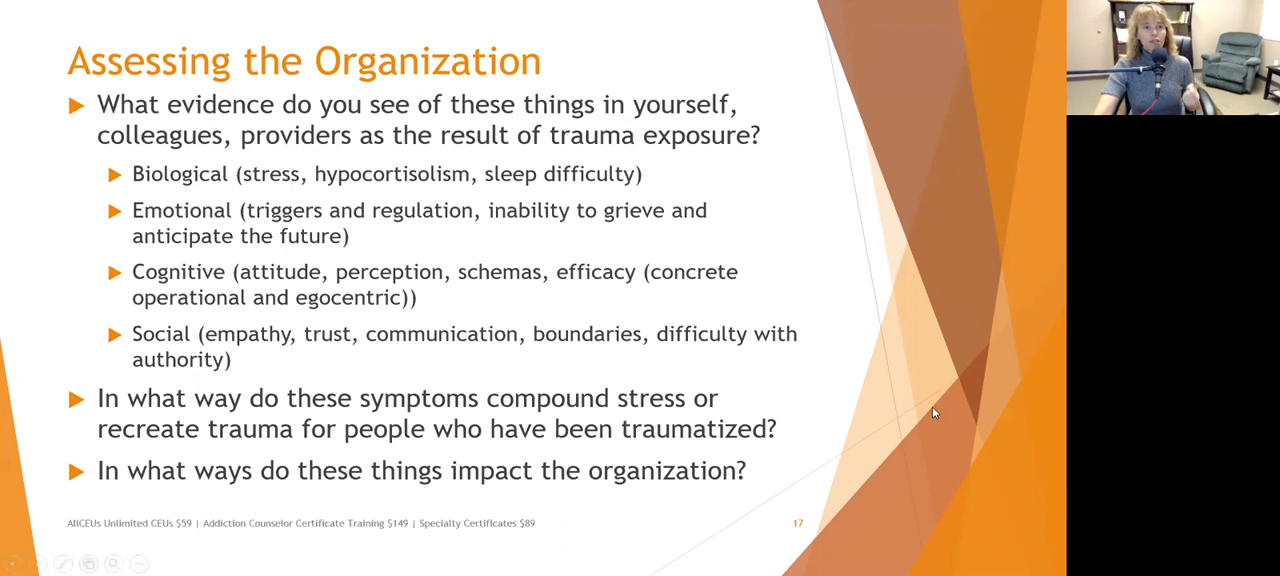 Assessing the Organization
What evidence do you see of these things in yourself,
colleagues, providers as the result of trauma exposure?
Biological (stress, hypocortisolism, sleep difficulty)
Emotional (triggers and regulation, inability to grieve and
anticipate the future)
Cognitive (attitude, perception, schemas, efficacy (concrete
operational and egocentric))
Social (empathy, trust, communication, boundaries, difficulty with
authority)
In what way do these symptoms compound stress or
recreate trauma for people who have been traumatized?
In what ways do these things impact the organization?
AllCEUs Unlimited CEUs $59 | Addiction Counselor Certificate Training $149 | Specialty Certificates $89
17